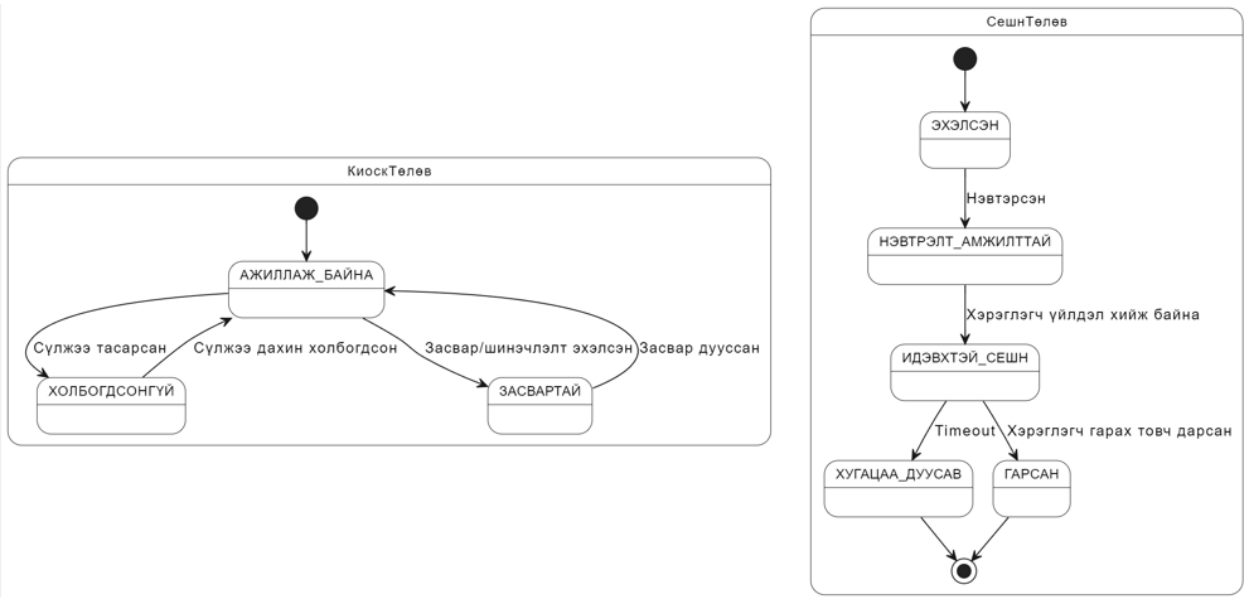 КиоскТөлөв
АЖИЛЛАЖ_БАЙНА
Сүлжээ тасарсан
Сүлжээ дахин холбогдсон
Засвар/шинэчлэлт эхэлсэн
Засвар дууссан
ХОЛБОГДСОНГҮЙ
ЗАСВАРТАЙ
СешнТөлөв
ЭХЭЛСЭН
Нэвтэрсэн
НЭВТРЭЛТ_АМЖИЛТТАЙ
Хэрэглэгч үйлдэл хийж байна
ИДЭВХТЭЙ_СЕШН
Timeout
Хэрэглэгч гарах товч дарсан
ХУГАЦАА_ДУУСАВ
ГАРСАН